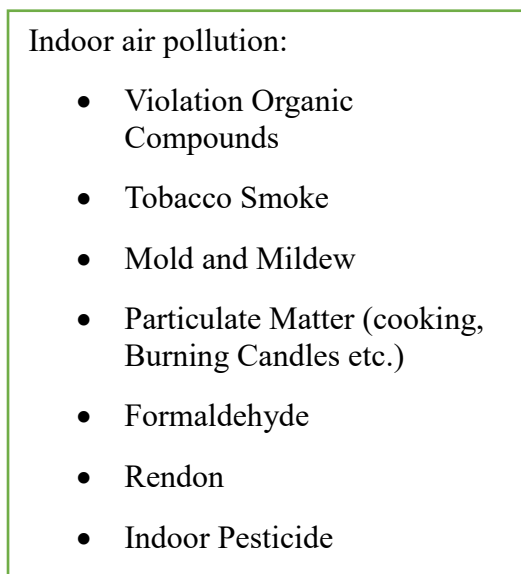 Indoor air pollution:
• Violation Organic
Compounds
• Tobacco Smoke
• Mold and Mildew
• Particulate Matter (cooking,
Burning Candles etc.)
• Formaldehyde
• Rendon
• Indoor Pesticide